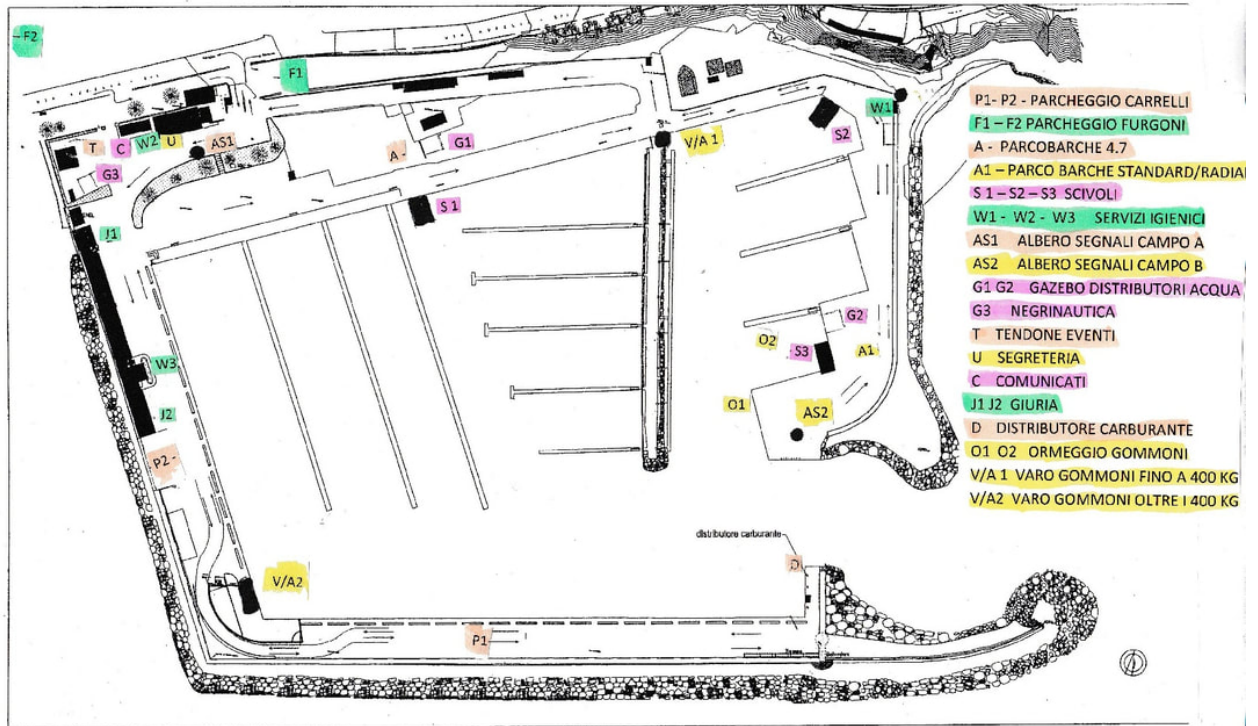 – F2
F1
T
C
W2
U
AS1
G3
J1
W3
J2
P2 -
V/A2
P1
A -
G1
S 1
V/A 1
S2
W1
G2
O2
S3
A1
O1
AS2
distributore carburante
D
P1- P2 - PARCHEGGIO CARRELLI
F1 – F2 PARCHEGGIO FURGONI
A - PARCOBARCHE 4.7
A1 – PARCO BARCHE STANDARD/RADIAL
S 1 – S2 – S3 SCIVOLI
W1 - W2 - W3 SERVIZI IGIENICI
AS1 ALBERO SEGNALI CAMPO A
AS2 ALBERO SEGNALI CAMPO B
G1 G2 GAZEBO DISTRIBUTORI ACQUA
G3 NEGRINAUTICA
T TENDONE EVENTI
U SEGRETERIA
C COMUNICATI
J1 J2 GIURIA
D DISTRIBUTORE CARBURANTE
O1 O2 ORMEGGIO GOMMONI
V/A 1 VARO GOMMONI FINO A 400 KG
V/A2 VARO GOMMONI OLTRE I 400 KG